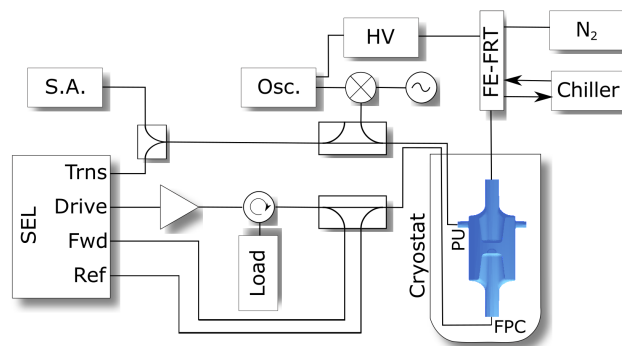 HV
N₂
S.A.
Osc.
FE-FRT
Chiller
SEL
Trns
Drive
Fwd
Ref
Load
Cryostat
PU
FPC